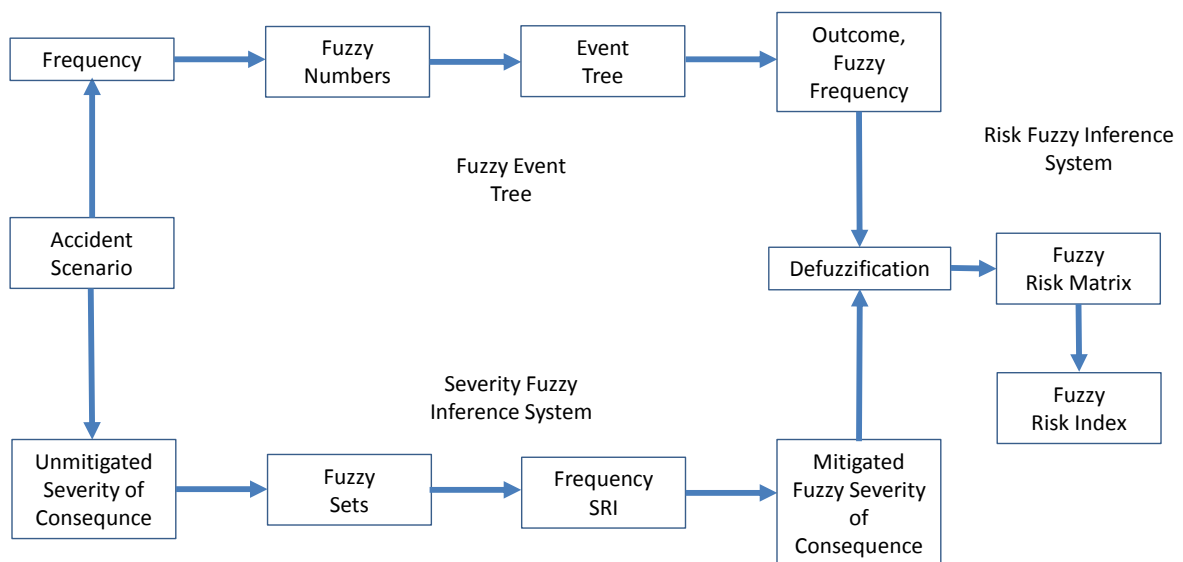 Frequency
Fuzzy
Numbers
Event
Tree
Outcome,
Fuzzy
Frequency
Risk Fuzzy Inference
System
Fuzzy Event
Tree
Accident
Scenario
Defuzzification
Fuzzy
Risk Matrix
Severity Fuzzy
Inference System
Fuzzy
Risk Index
Unmitigated
Severity of
Consequnce
Fuzzy
Sets
Frequency
SRI
Mitigated
Fuzzy Severity
of
Consequence